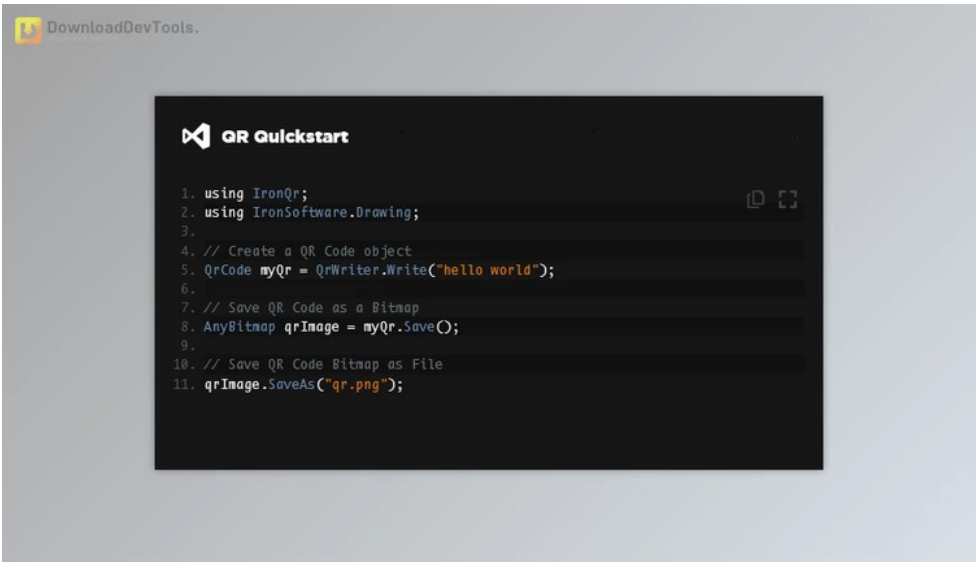 DownloadDevTools.
QR Quickstart
1. using IronQr;
2. using IronSoftware.Drawing;
3.
4. // Create a QR Code object
5. QrCode myQr = QrWriter.Write("hello world");
6.
7. // Save QR Code as a Bitmap
8. AnyBitmap qrImage = myQr.Save();
9.
10. // Save QR Code Bitmap as File
11. qrImage.SaveAs("qr.png");